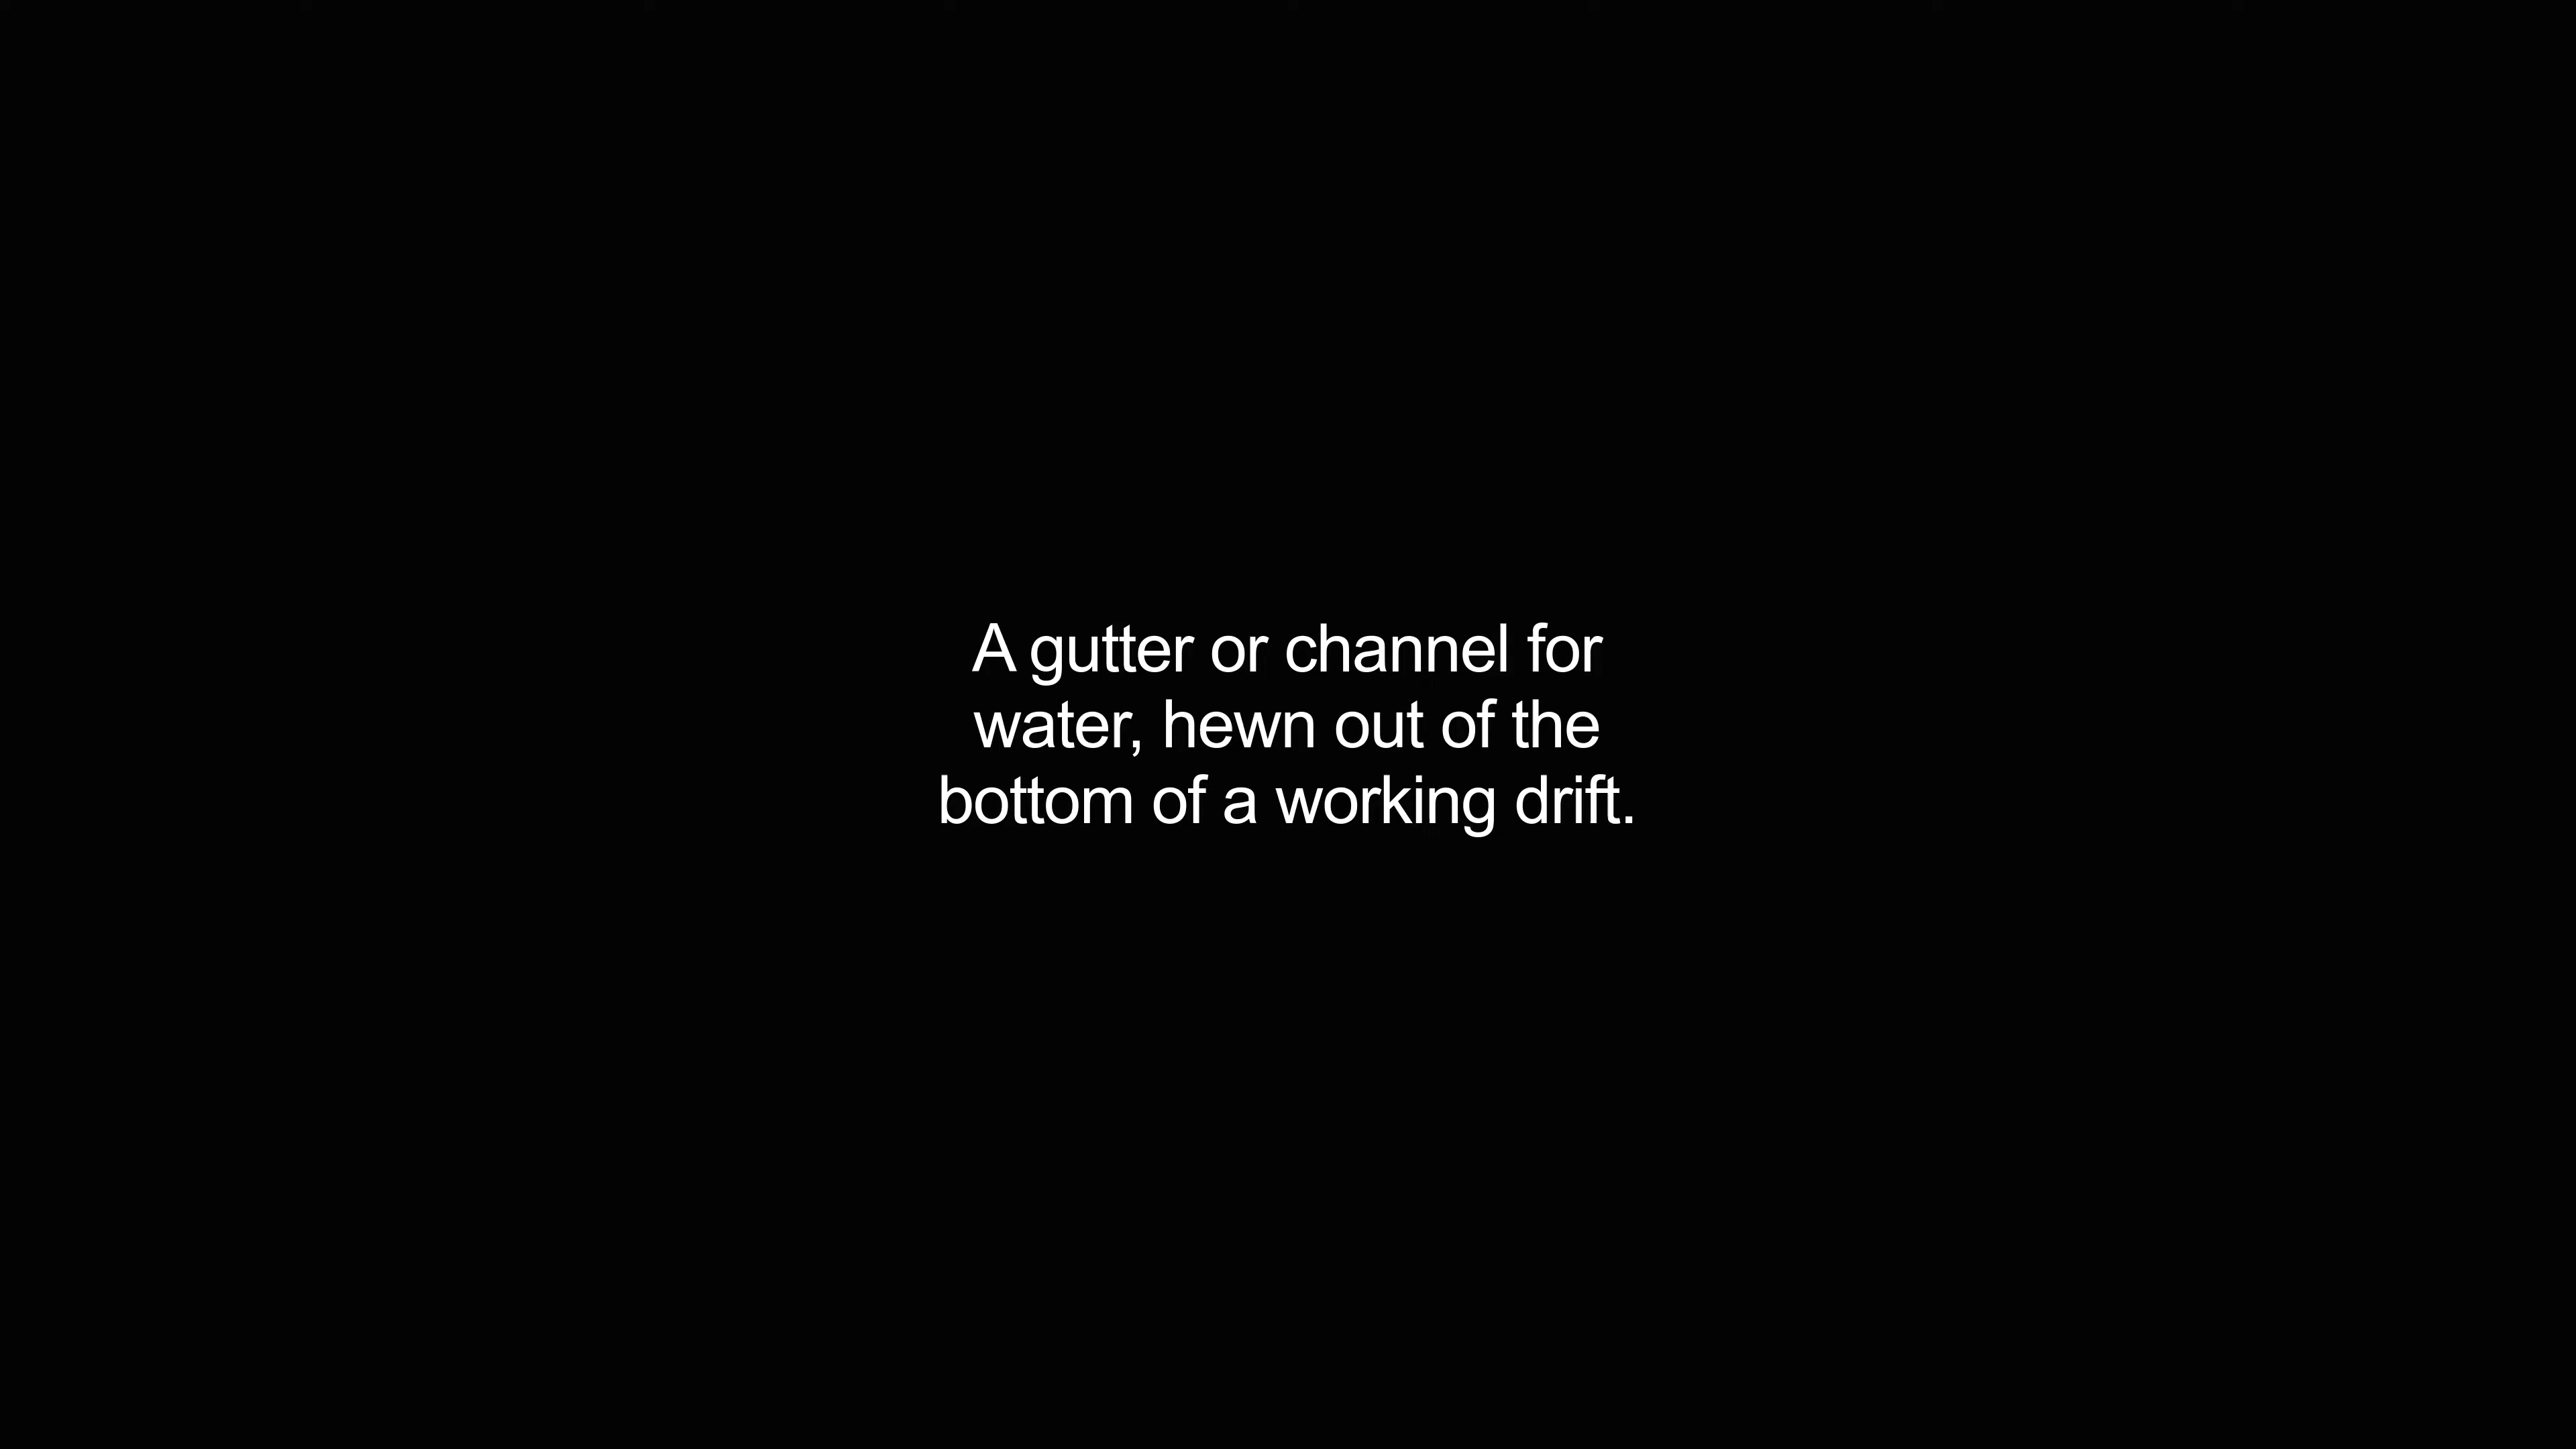 A gutter or channel for
water, hewn out of the
bottom of a working drift.